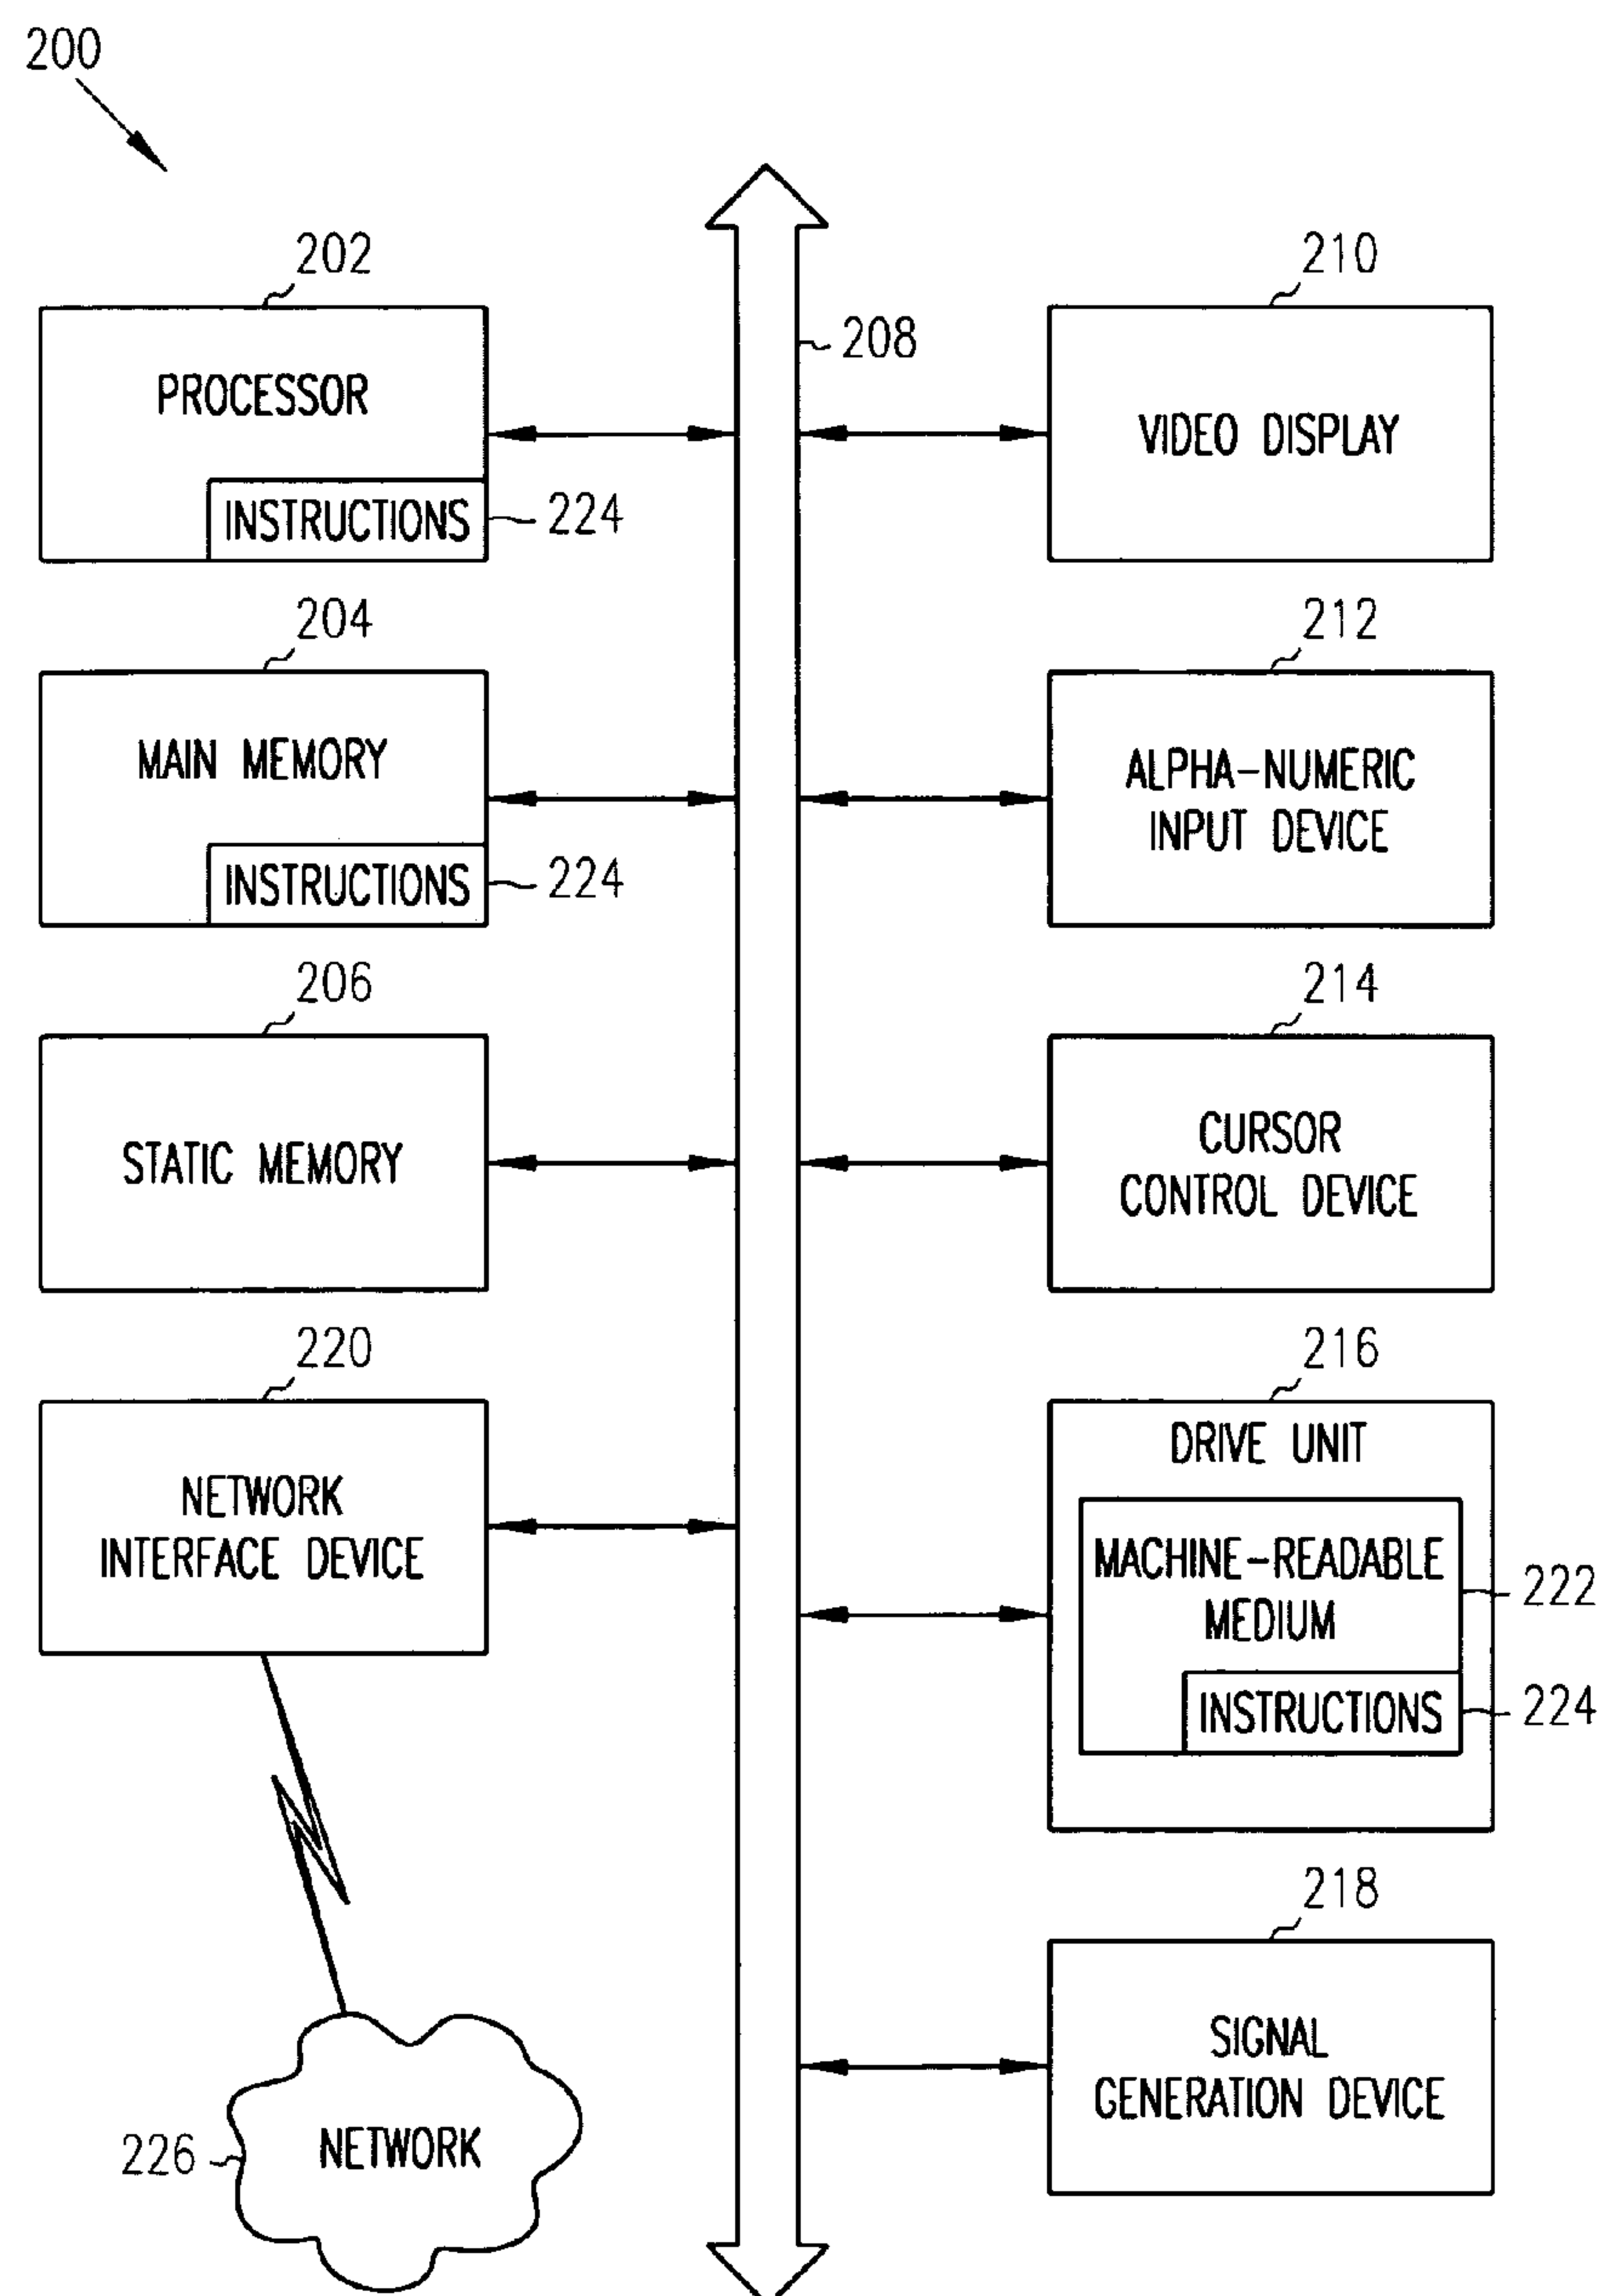 200
202
PROCESSOR
INSTRUCTIONS
224
204
MAIN MEMORY
INSTRUCTIONS
224
206
STATIC MEMORY
220
NETWORK
INTERFACE DEVICE
226
NETWORK
208
210
VIDEO DISPLAY
212
ALPHA-NUMERIC
INPUT DEVICE
214
CURSOR
CONTROL DEVICE
216
DRIVE UNIT
MACHINE-READABLE
MEDIUM
222
INSTRUCTIONS
224
218
SIGNAL
GENERATION DEVICE